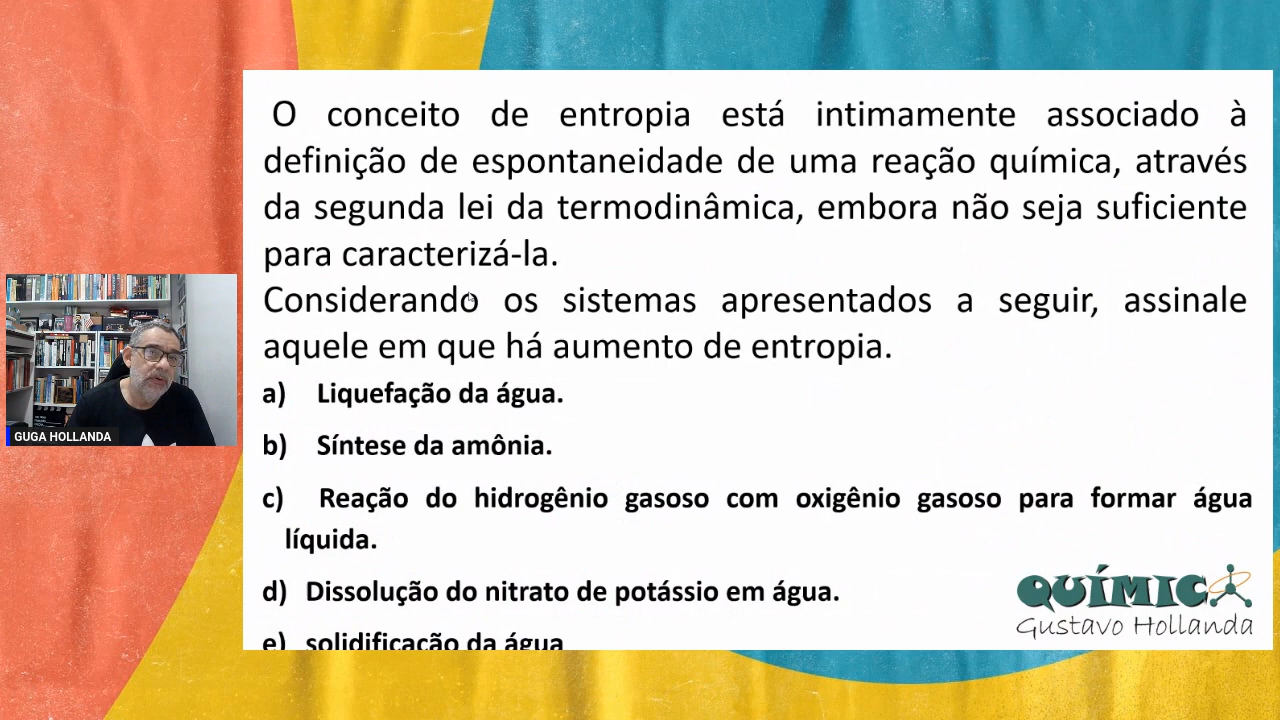 O conceito de entropia está intimamente associado à
definição de espontaneidade de uma reação química, através
da segunda lei da termodinâmica, embora não seja suficiente
para caracterizá-la.
Considerando os sistemas apresentados a seguir, assinale
aquele em que há aumento de entropia.
a) Liquefação da água.
b) Síntese da amônia.
c) Reação do hidrogênio gasoso com oxigênio gasoso para formar água
líquida.
d) Dissolução do nitrato de potássio em água.
e) solidificação da água
GUGA HOLLANDA
QUÍMICA
Gustavo Hollanda